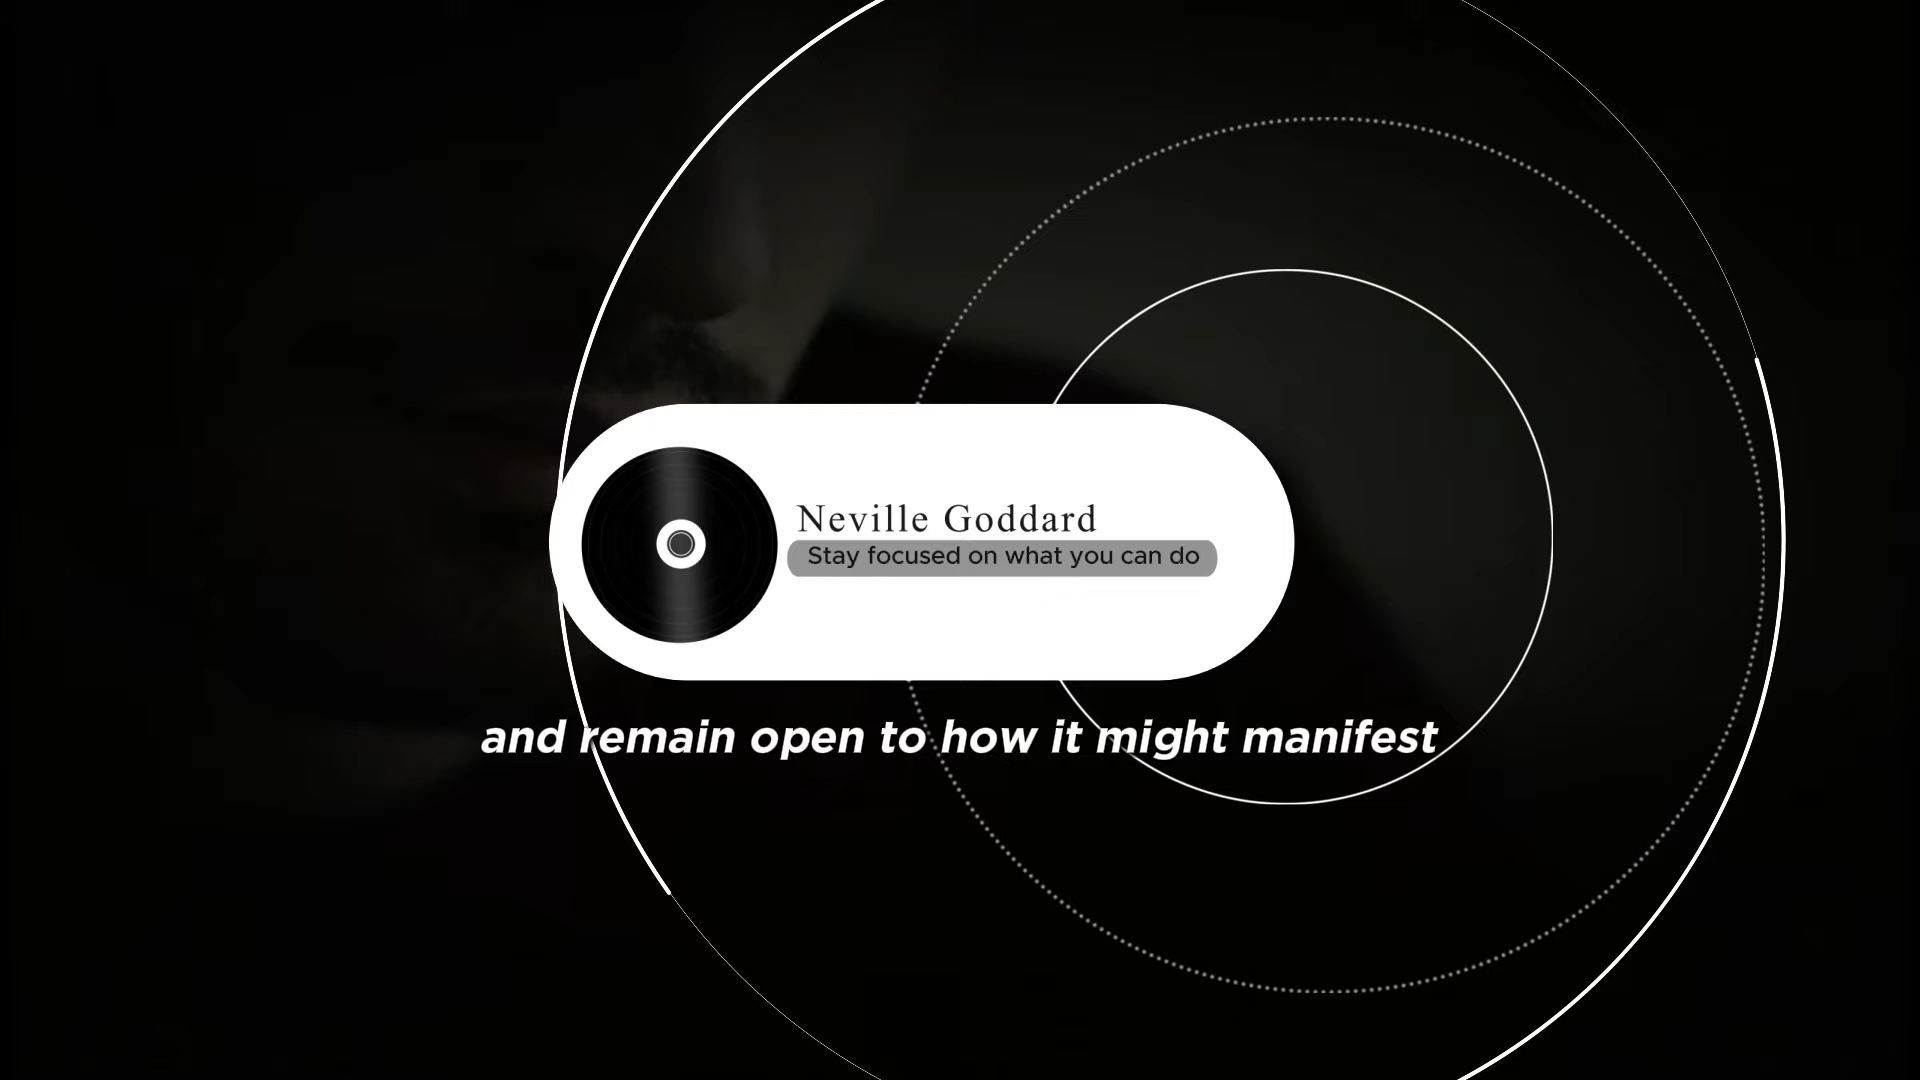 Neville Goddard
Stay focused on what you can do
and remain open to how it might manifest